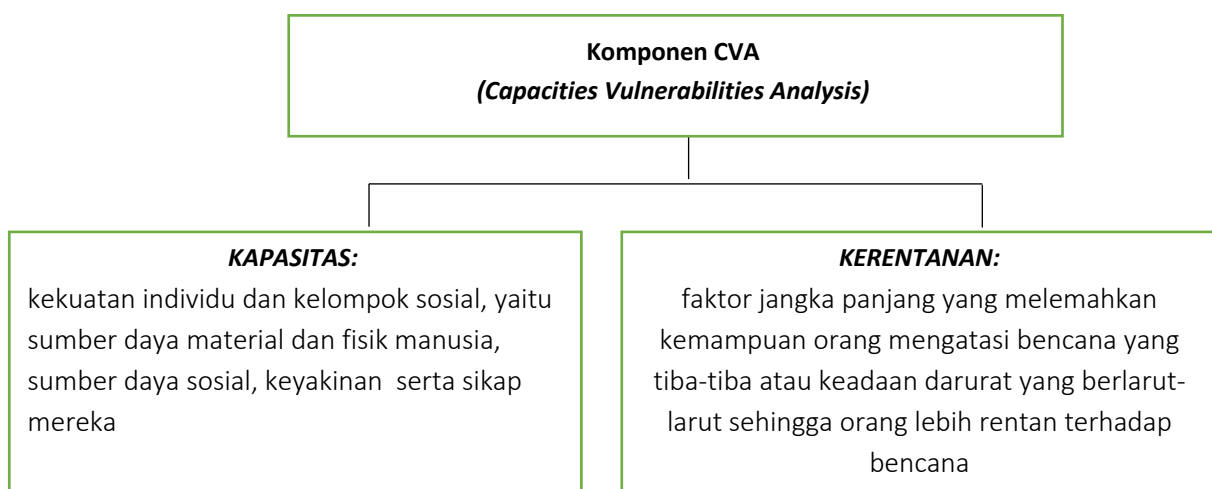 Komponen CVA
(Capacities Vulnerabilities Analysis)
KAPASITAS:
kekuatan individu dan kelompok sosial, yaitu
sumber daya material dan fisik manusia,
sumber daya sosial, keyakinan serta sikap
mereka
KERENTANAN:
faktor jangka panjang yang melemahkan
kemampuan orang mengatasi bencana yang
tiba-tiba atau keadaan darurat yang berlarut-
larut sehingga orang lebih rentan terhadap
bencana